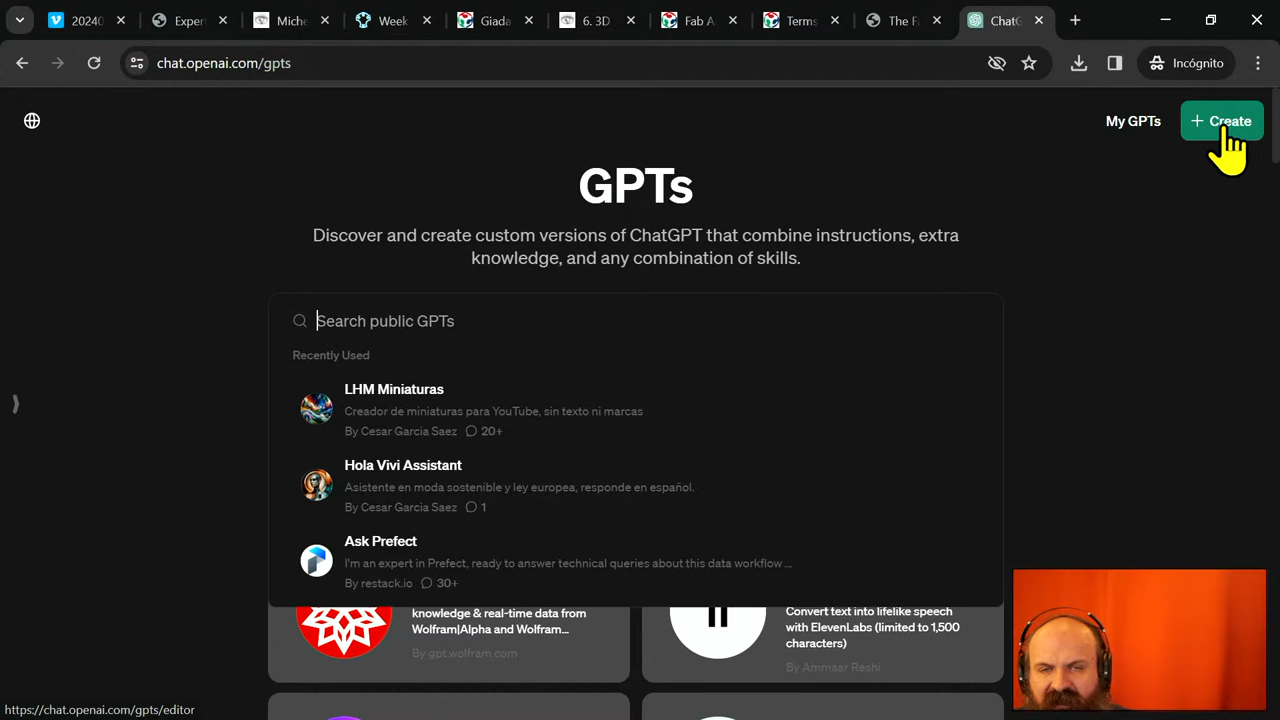 20240
Expert
Miche
Week
Giada
6. 3D
Fab A
Terms
The F
ChatG
chat.openai.com/gpts
Incógnito
My GPTs
+ Create
GPTs
Discover and create custom versions of ChatGPT that combine instructions, extra
knowledge, and any combination of skills.
Search public GPTs
Recently Used
LHM Miniaturas
Creador de miniaturas para YouTube, sin texto ni marcas
By Cesar Garcia Saez 20+
Hola Vivi Assistant
Asistente en moda sostenible y ley europea, responde en español.
By Cesar Garcia Saez 1
Ask Prefect
I'm an expert in Prefect, ready to answer technical queries about this data workflow ...
By restack.io 30+
knowledge & real-time data from
Wolfram|Alpha and Wolfram...
By gpt.wolfram.com
Convert text into lifelike speech
with ElevenLabs (limited to 1,500
characters)
By Ammaar Reshi
https://chat.openai.com/gpts/editor